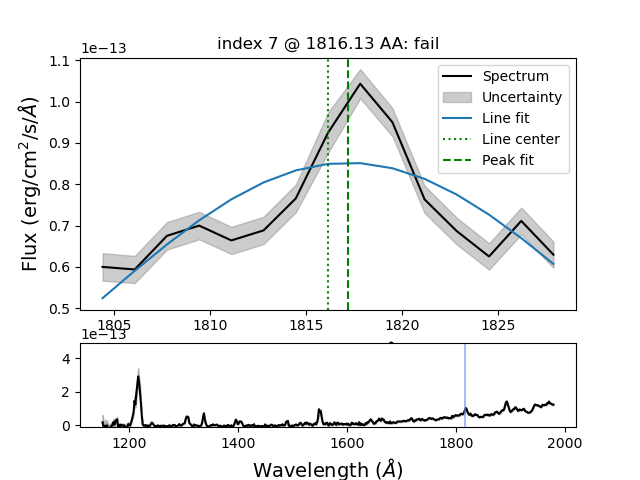 index 7 @ 1816.13 AA: fail
1e−13
Flux (erg/cm²/s/Å)
1.1
1.0
0.9
0.8
0.7
0.6
0.5
Spectrum
Uncertainty
Line fit
Line center
Peak fit
1805 1810 1815 1820 1825
1e−13
4
2
0
1200 1400 1600 1800 2000
Wavelength (Å)